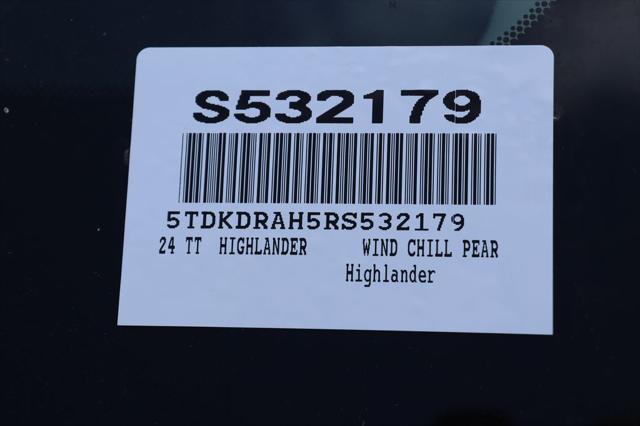 S532179
5TDKDRAH5RS532179
24 TT HIGHLANDER WIND CHILL PEAR
Highlander